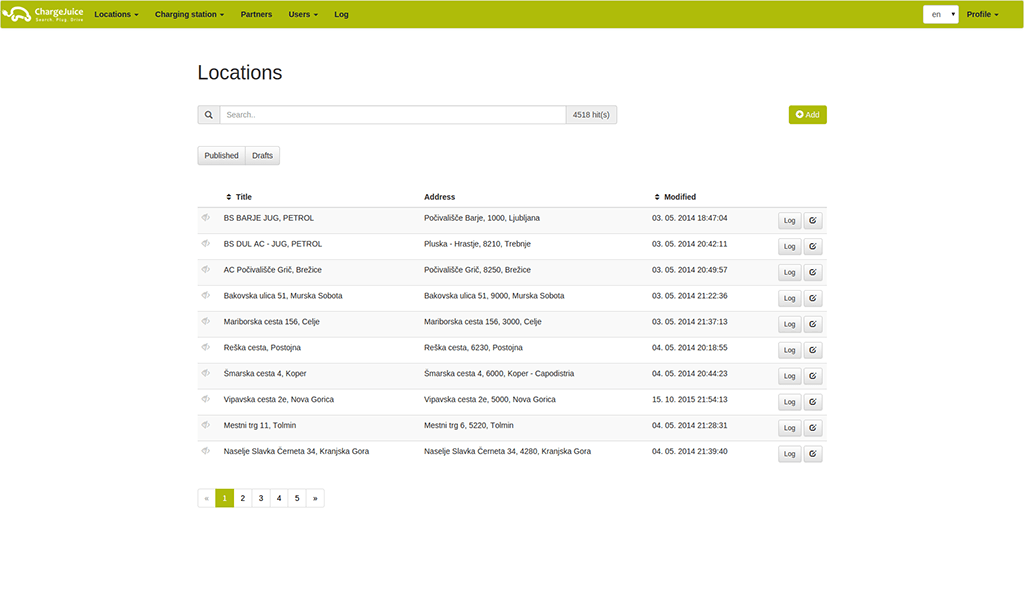 ChargeJuice Locations Charging station Partners Users Log en Profile
Search. Plug. Drive
Locations
Search.. 4518 hit(s) Add
Published Drafts
Title Address Modified
BS BARJE JUG, PETROL Počivališče Barje, 1000, Ljubljana 03. 05. 2014 18:47:04 Log
BS DUL AC - JUG, PETROL Pluska - Hrastje, 8210, Trebnje 03. 05. 2014 20:42:11 Log
AC Počivališče Grič, Brežice Počivališče Grič, 8250, Brežice 03. 05. 2014 20:49:57 Log
Bakovska ulica 51, Murska Sobota Bakovska ulica 51, 9000, Murska Sobota 03. 05. 2014 21:22:36 Log
Mariborska cesta 156, Celje Mariborska cesta 156, 3000, Celje 03. 05. 2014 21:37:13 Log
Reška cesta, Postojna Reška cesta, 6230, Postojna 04. 05. 2014 20:18:55 Log
Šmarska cesta 4, Koper Šmarska cesta 4, 6000, Koper - Capodistria 04. 05. 2014 20:44:23 Log
Vipavska cesta 2e, Nova Gorica Vipavska cesta 2e, 5000, Nova Gorica 15. 10. 2015 21:54:13 Log
Mestni trg 11, Tolmin Mestni trg 6, 5220, Tolmin 04. 05. 2014 21:28:31 Log
Naselje Slavka Černeta 34, Kranjska Gora Naselje Slavka Černeta 34, 4280, Kranjska Gora 04. 05. 2014 21:39:40 Log
« 1 2 3 4 5 »